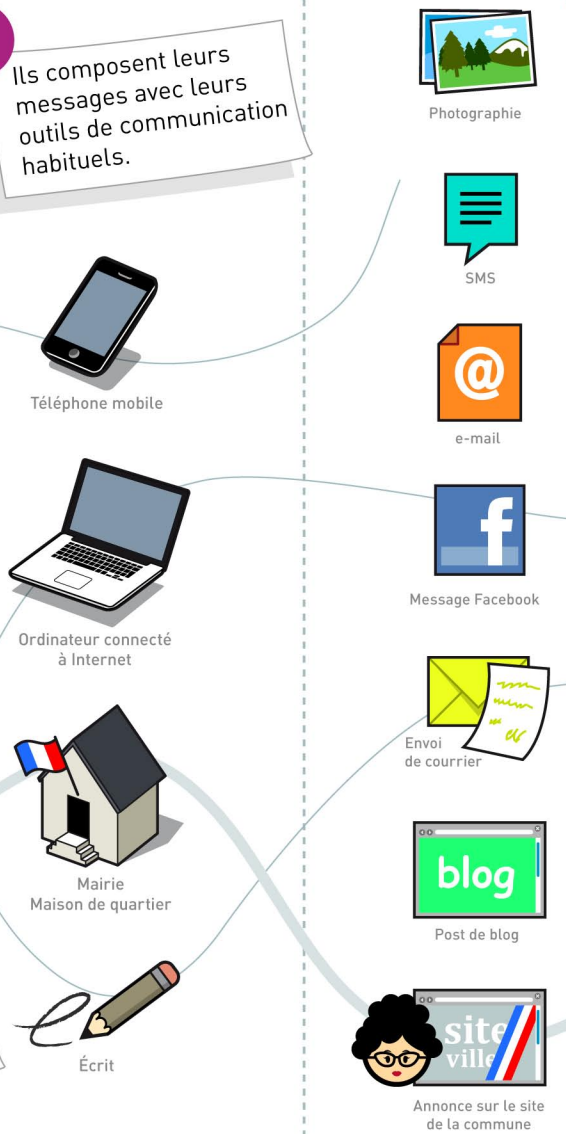 Ils composent leurs
messages avec leurs
outils de communication
habituels.
Téléphone mobile
Ordinateur connecté
à Internet
Mairie
Maison de quartier
Écrit
Photographie
SMS
@
e-mail
f
Message Facebook
Envoi
de courrier
blog
Post de blog
site
ville
Annonce sur le site
de la commune